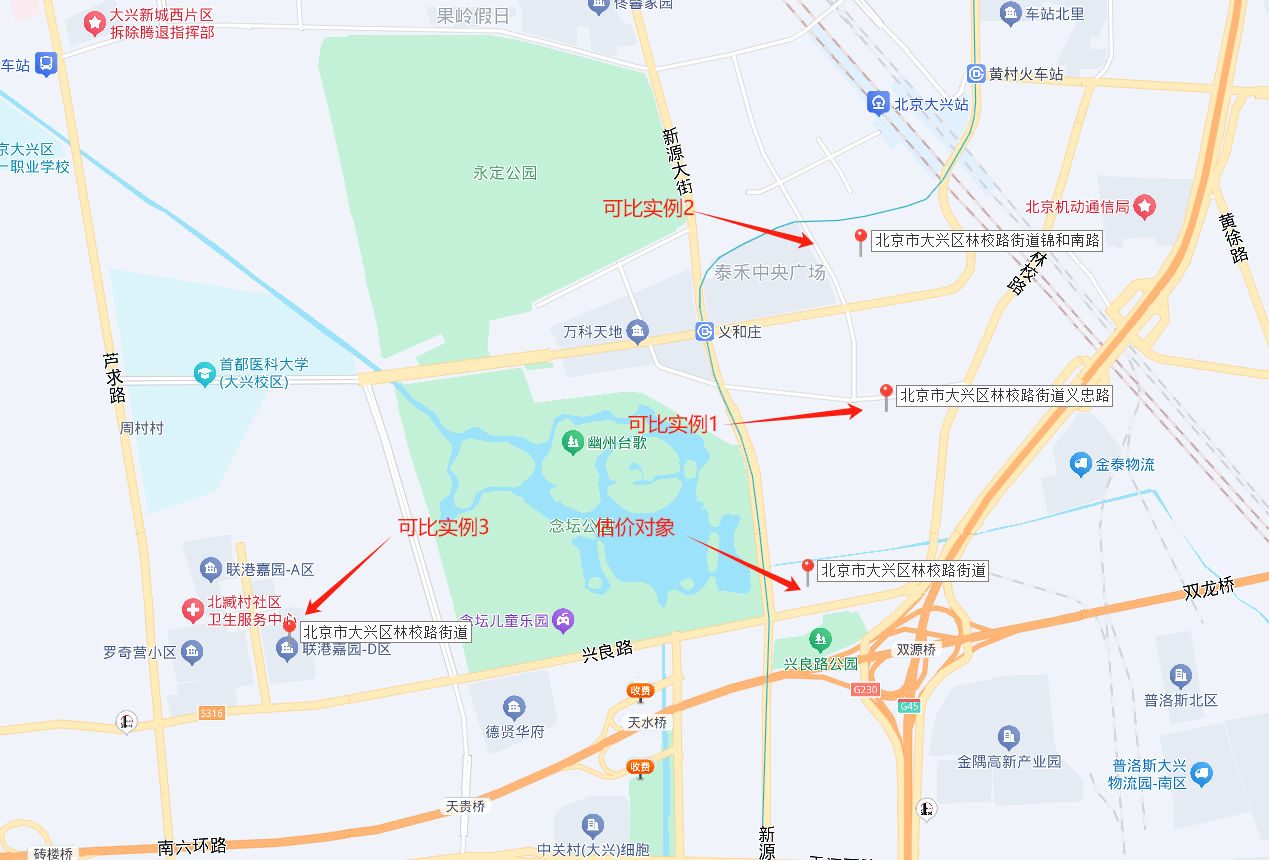 大兴新城西片区
拆除腾退指挥部
果岭假日
佟馨家园
车站北里
车站
黄村火车站
北京大兴站
京大兴区
一职业学校
永定公园
新源大街
可比实例2
北京机动通信局
北京市大兴区林校路街道锦和南路
黄徐路
林校路
泰禾中央广场
万科天地
义和庄
首都医科大学
(大兴校区)
芦求路
北京市大兴区林校路街道义忠路
周村村
可比实例1
幽州台歌
金泰物流
可比实例3
念坛公园
估价对象
联港嘉园-A区
北京市大兴区林校路街道
双龙桥
北臧村社区
卫生服务中心
念坛儿童乐园
北京市大兴区林校路街道
罗奇营小区
联港嘉园-D区
兴良路
兴良路公园
双源桥
收费
G230
G45
普洛斯北区
S316
德贤华府
天水桥
金隅高新产业园
收费
普洛斯大兴
物流园-南区
天贵桥
新源
南六环路
砖楼桥
中关村(大兴)细胞